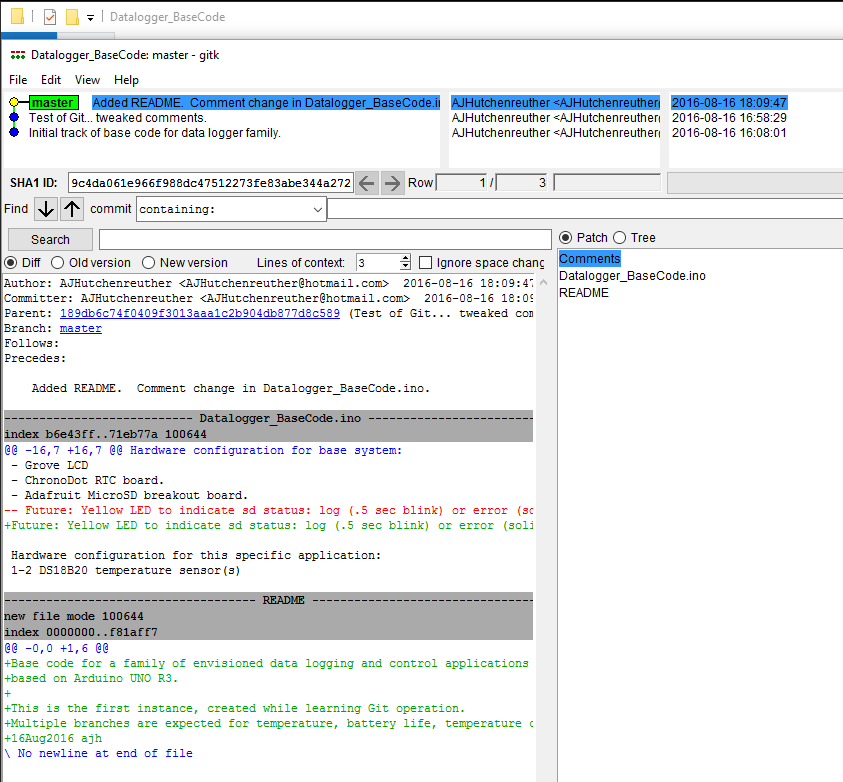 Datalogger_BaseCode
Datalogger_BaseCode: master - gitk
File Edit View Help
master Added README.  Comment change in Datalogger_BaseCode.in AJHutchenreuther <AJHutchenreuther( 2016-08-16 18:09:47
Test of Git... tweaked comments. AJHutchenreuther <AJHutchenreuther( 2016-08-16 16:58:29
Initial track of base code for data logger family. AJHutchenreuther <AJHutchenreuther( 2016-08-16 16:08:01
SHA1 ID: 9c4da061e966f988dc47512273fe83abe344a272 Row 1 / 3
Find commit containing:
Search
Patch Tree
Diff Old version New version Lines of context: 3 Ignore space chang
Comments
Datalogger_BaseCode.ino
README
Author: AJHutchenreuther <AJHutchenreuther@hotmail.com>  2016-08-16 18:09:47
Committer: AJHutchenreuther <AJHutchenreuther@hotmail.com>  2016-08-16 18:09
Parent: 189db6c74f0409f3013aaa1c2b904db877d8c589 (Test of Git... tweaked com
Branch: master
Follows:
Precedes:
Added README.  Comment change in Datalogger_BaseCode.ino.
--------------------------- Datalogger_BaseCode.ino ------------------------
index b6e43ff..71eb77a 100644
@@ -16,7 +16,7 @@ Hardware configuration for base system:
- Grove LCD
- ChronoDot RTC board.
- Adafruit MicroSD breakout board.
-- Future: Yellow LED to indicate sd status: log (.5 sec blink) or error (so
+Future: Yellow LED to indicate sd status: log (.5 sec blink) or error (soli
Hardware configuration for this specific application:
1-2 DS18B20 temperature sensor(s)
------------------------------------ README --------------------------------
new file mode 100644
index 0000000..f81aff7
@@ -0,0 +1,6 @@
+Base code for a family of envisioned data logging and control applications
+based on Arduino UNO R3.
+
+This is the first instance, created while learning Git operation.
+Multiple branches are expected for temperature, battery life, temperature c
+16Aug2016 ajh
\ No newline at end of file